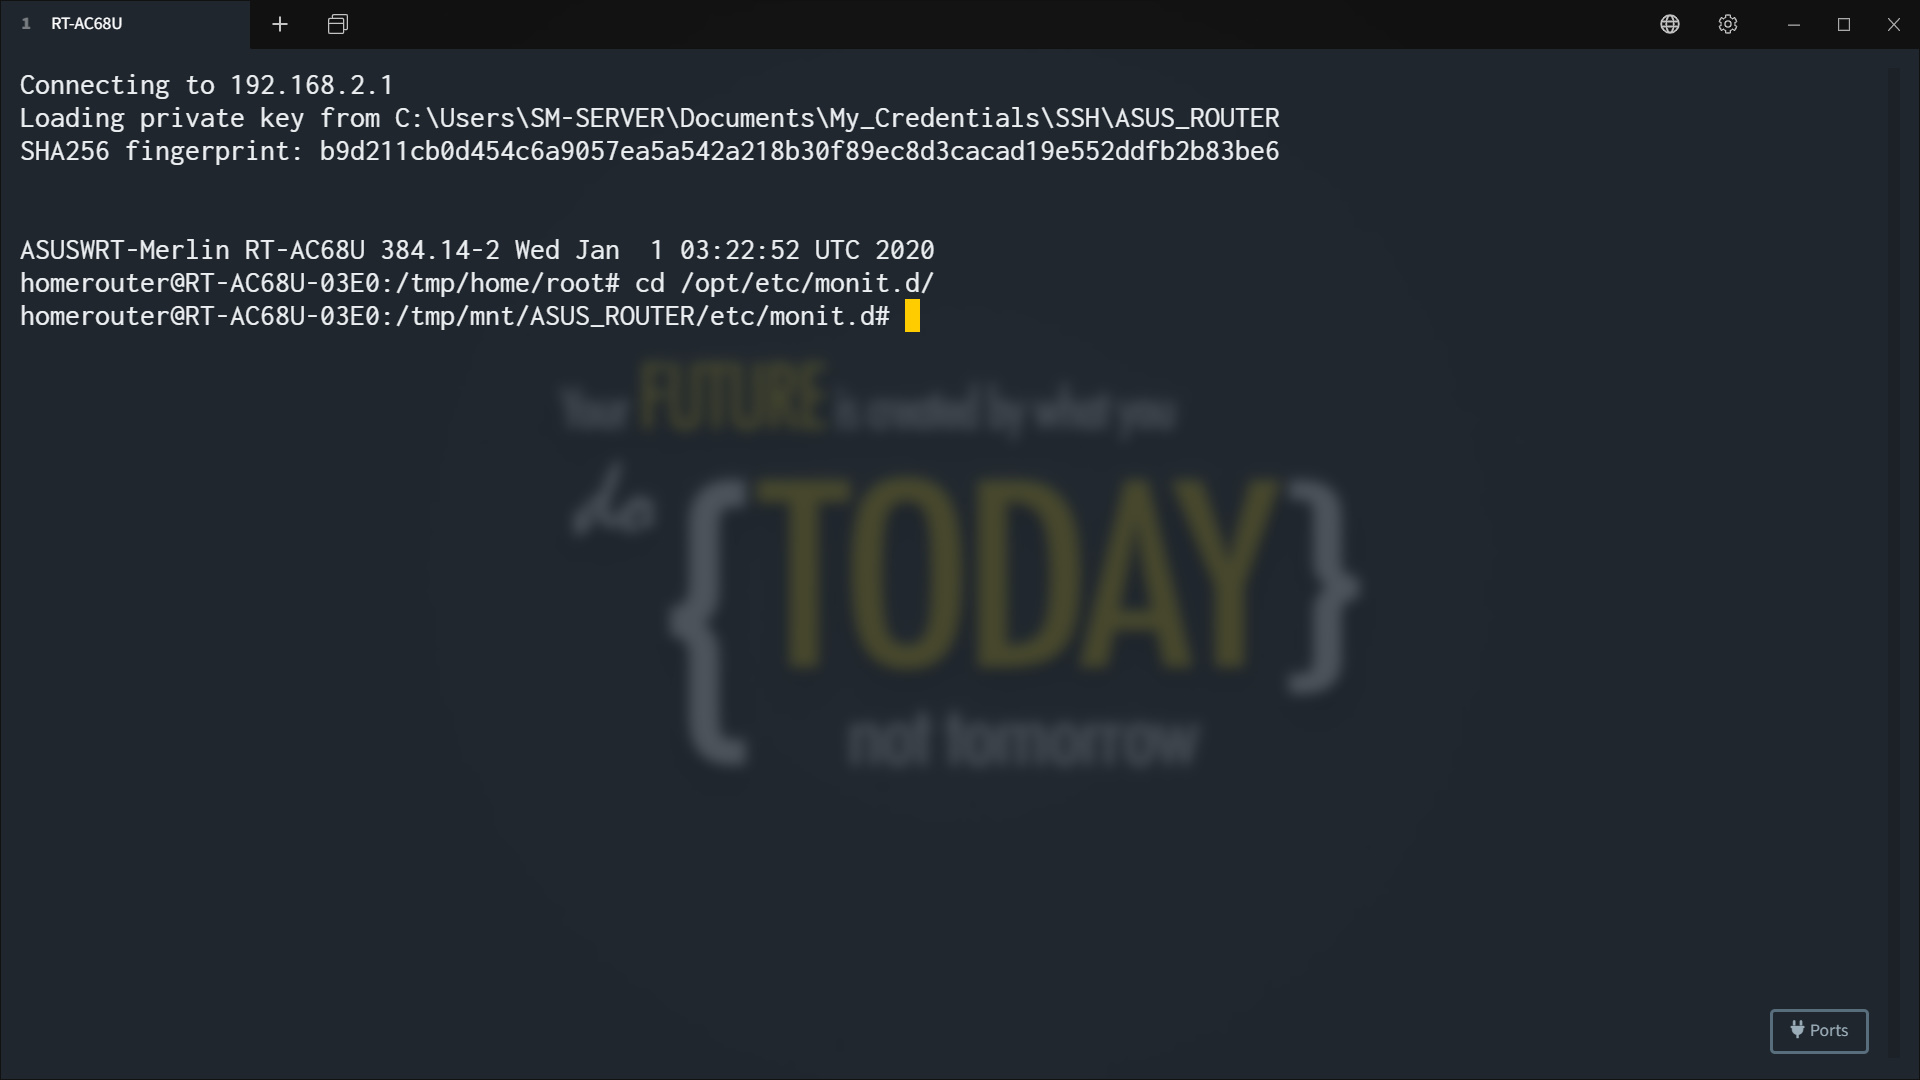 1 RT-AC68U
Connecting to 192.168.2.1
Loading private key from C:\Users\SM-SERVER\Documents\My_Credentials\SSH\ASUS_ROUTER
SHA256 fingerprint: b9d211cb0d454c6a9057ea5a542a218b30f89ec8d3cacad19e552ddfb2b83be6
ASUSWRT-Merlin RT-AC68U 384.14-2 Wed Jan  1 03:22:52 UTC 2020
homerouter@RT-AC68U-03E0:/tmp/home/root# cd /opt/etc/monit.d/
homerouter@RT-AC68U-03E0:/tmp/mnt/ASUS_ROUTER/etc/monit.d#
Your FUTURE is created by what you
do {TODAY}
not tomorrow
Ports